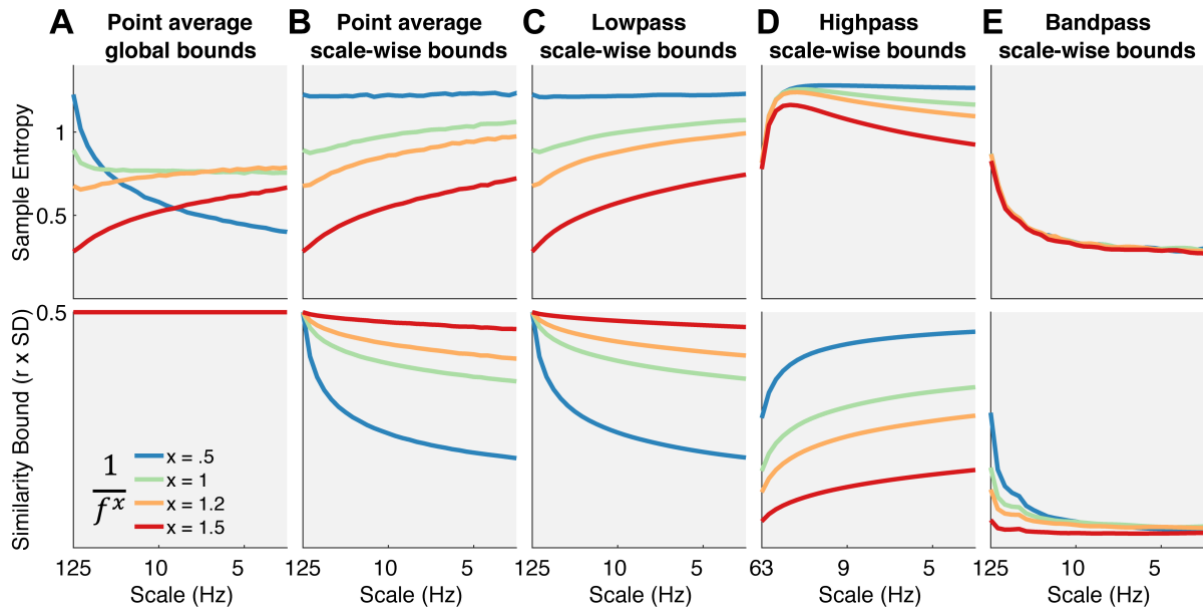 A Point average
global bounds
B Point average
scale-wise bounds
C Lowpass
scale-wise bounds
D Highpass
scale-wise bounds
E Bandpass
scale-wise bounds
Sample Entropy
1
0.5
Similarity Bound (r x SD)
0.5
1
f^x
x = .5
x = 1
x = 1.2
x = 1.5
125 10 5
Scale (Hz)
125 10 5
Scale (Hz)
125 10 5
Scale (Hz)
63 9 5
Scale (Hz)
125 10 5
Scale (Hz)